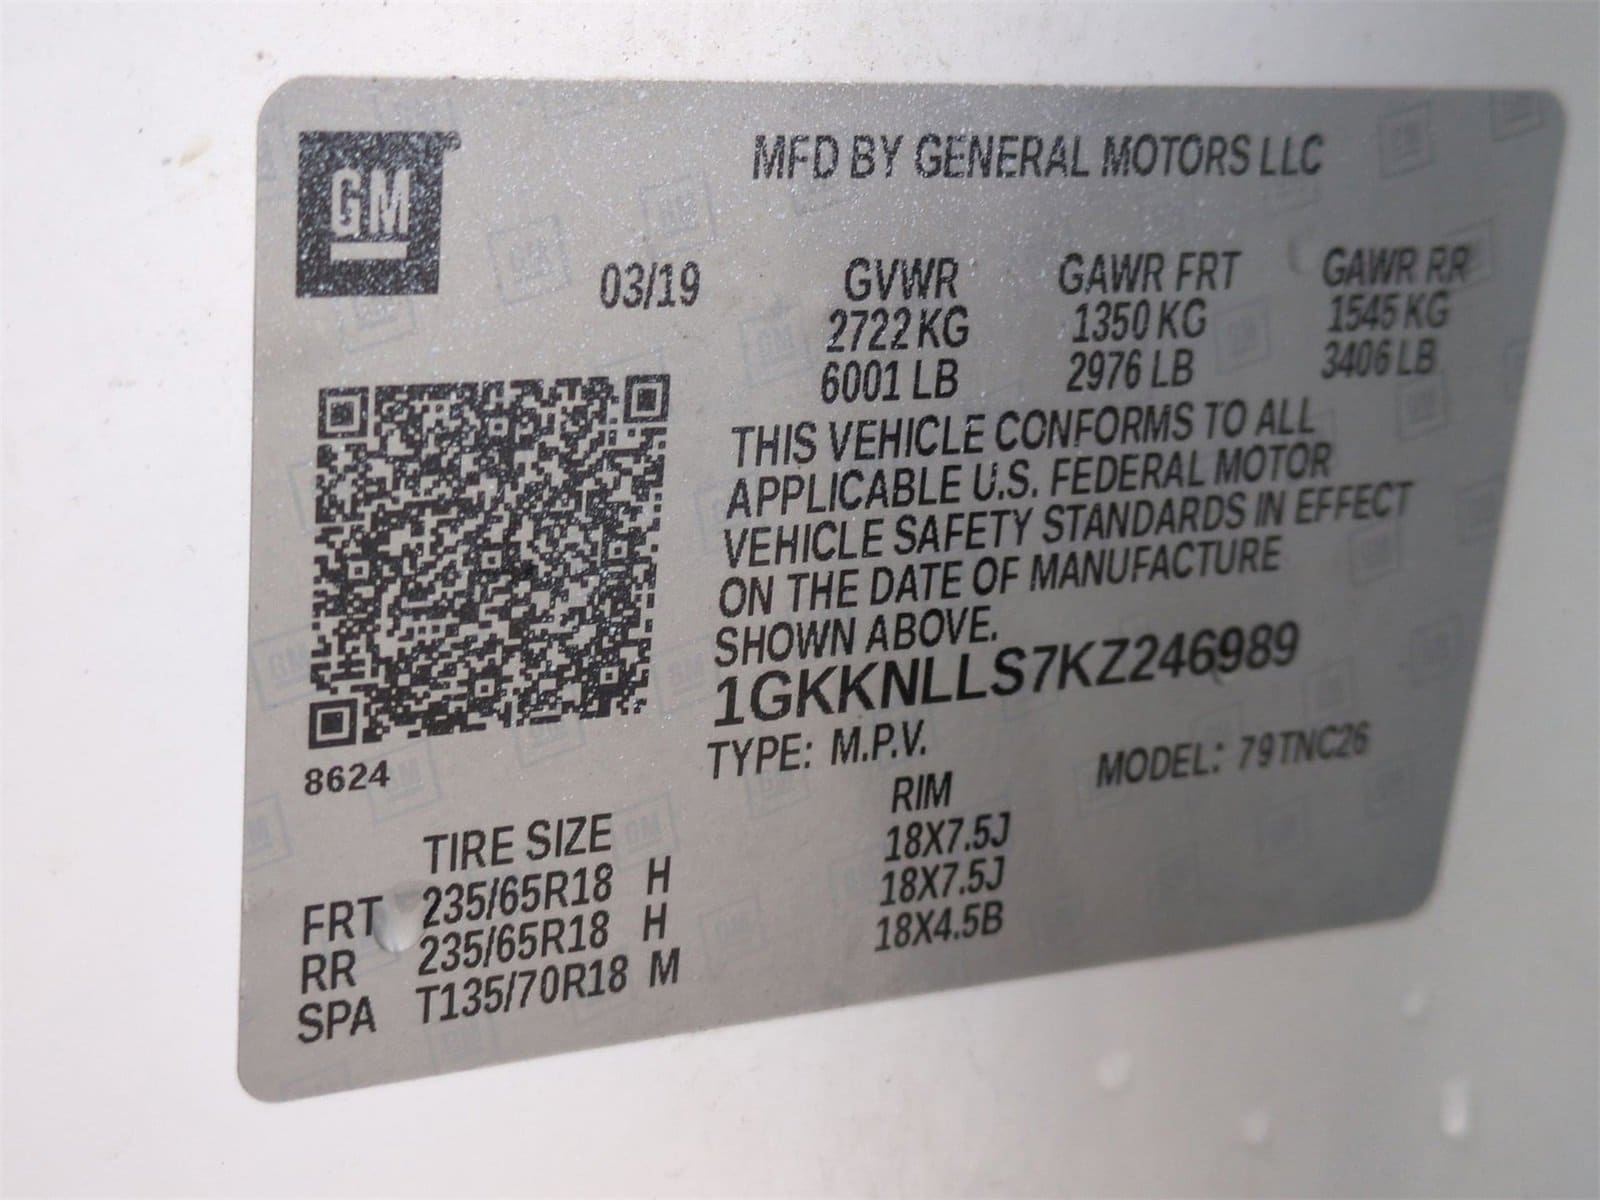 GM
MFD BY GENERAL MOTORS LLC
03/19
GVWR GAWR FRT GAWR RR
2722 KG 1350 KG 1545 KG
6001 LB 2976 LB 3406 LB
THIS VEHICLE CONFORMS TO ALL
APPLICABLE U.S. FEDERAL MOTOR
VEHICLE SAFETY STANDARDS IN EFFECT
ON THE DATE OF MANUFACTURE
SHOWN ABOVE.
1GKKNLLS7KZ246989
TYPE: M.P.V. MODEL: 79TNC26
8624
TIRE SIZE RIM
FRT 235/65R18 H 18X7.5J
RR 235/65R18 H 18X7.5J
SPA T135/70R18 M 18X4.5B